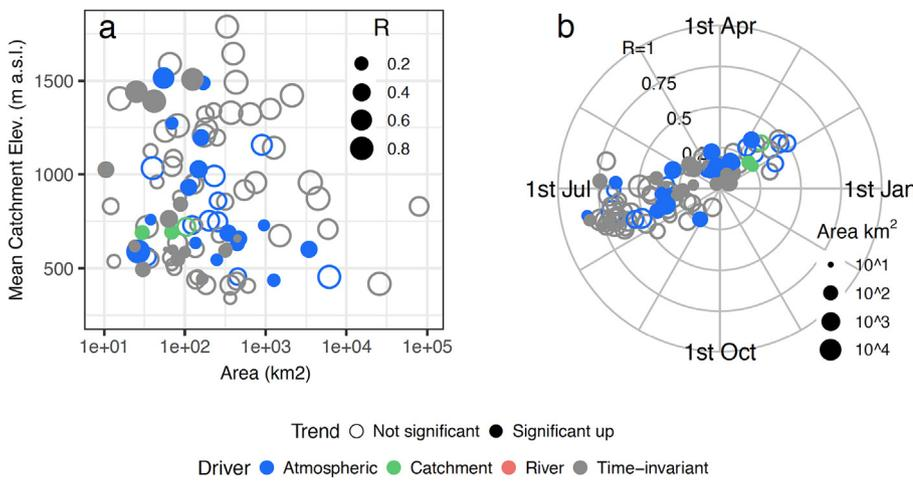 a
R
0.2
0.4
0.6
0.8
Mean Catchment Elev. (m a.s.l.)
1500
1000
500
1e+01 1e+02 1e+03 1e+04 1e+05
Area (km2)
b
1st Apr
R=1
0.75
0.5
1st Jul
1st Jan
1st Oct
Area km²
10^1
10^2
10^3
10^4
Trend Not significant Significant up
Driver Atmospheric Catchment River Time−invariant